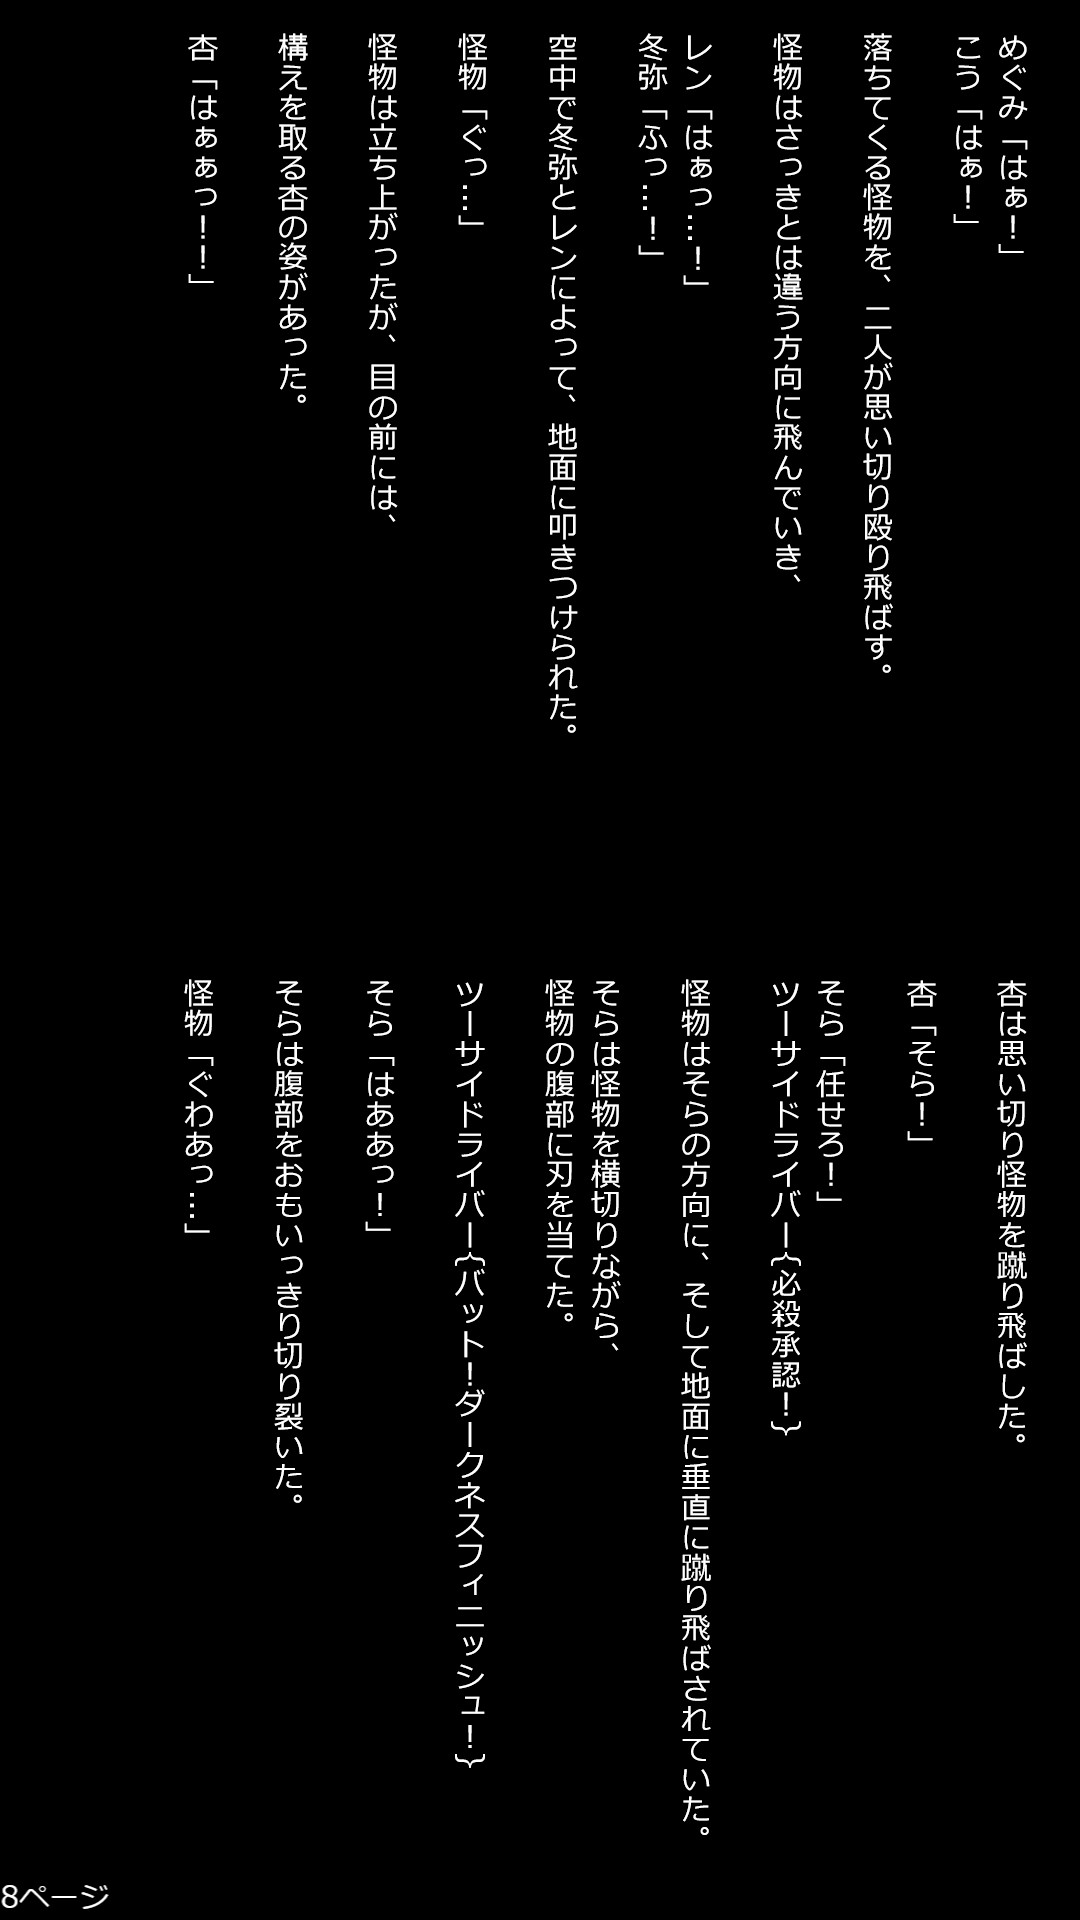 めぐみ「はぁ！」
こう「はぁ！」
落ちてくる怪物を、二人が思い切り殴り飛ばす。
怪物はさっきとは違う方向に飛んでいき、
レン「はぁっ…！」
冬弥「ふっ…！」
空中で冬弥とレンによって、地面に叩きつけられた。
怪物「ぐっ…」
怪物は立ち上がったが、目の前には、
構えを取る杏の姿があった。
杏「はぁぁっ！！」
杏は思い切り怪物を蹴り飛ばした。
杏「そら！」
そら「任せろ！」
ツーサイドライバー{必殺承認！}
怪物はそらの方向に、そして地面に垂直に蹴り飛ばされていた。
そらは怪物を横切りながら、
怪物の腹部に刃を当てた。
ツーサイドライバー{バット！ダークネスフィニッシュ！}
そら「はああっ！」
そらは腹部をおもいっきり切り裂いた。
怪物「ぐわあっ…」
8ページ